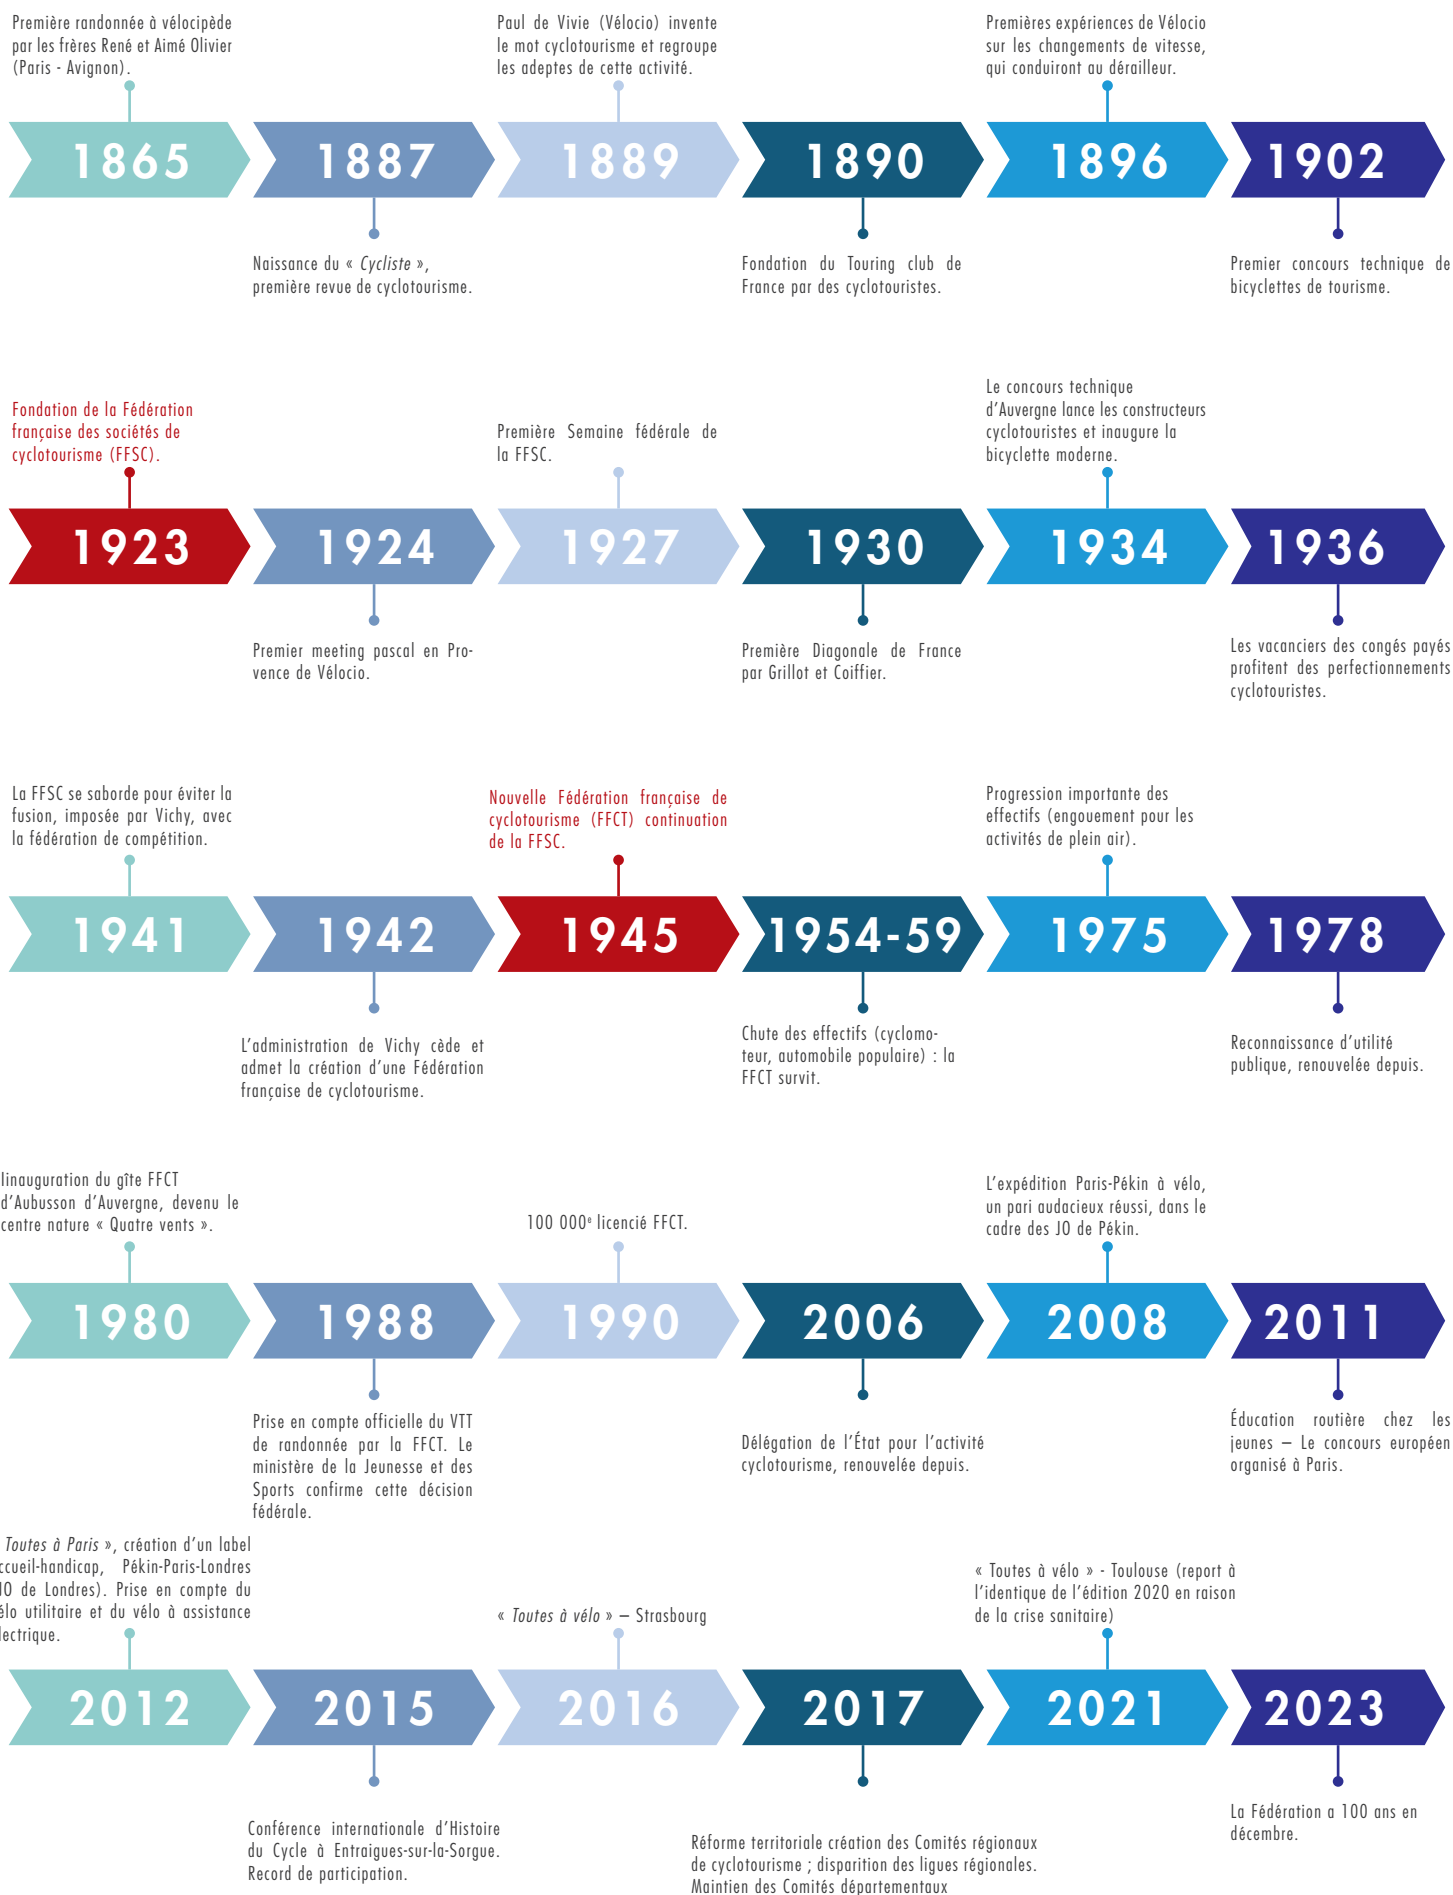 Première randonnée à vélocipède
par les frères René et Aimé Olivier
(Paris - Avignon).
Paul de Vivie (Vélocio) invente
le mot cyclotourisme et regroupe
les adeptes de cette activité.
Premières expériences de Vélocio
sur les changements de vitesse,
qui conduiront au dérailleur.
1865
1887
1889
1890
1896
1902
Naissance du « Cycliste »,
première revue de cyclotourisme.
Fondation du Touring club de
France par des cyclotouristes.
Premier concours technique de
bicyclettes de tourisme.
Fondation de la Fédération
française des sociétés de
cyclotourisme (FFSC).
Première Semaine fédérale de
la FFSC.
Le concours technique
d'Auvergne lance les constructeurs
cyclotouristes et inaugure la
bicyclette moderne.
1923
1924
1927
1930
1934
1936
Premier meeting pascal en Pro-
vence de Vélocio.
Première Diagonale de France
par Grillot et Coiffier.
Les vacanciers des congés payés
profitent des perfectionnements
cyclotouristes.
La FFSC se saborde pour éviter la
fusion, imposée par Vichy, avec
la fédération de compétition.
Nouvelle Fédération française de
cyclotourisme (FFCT) continuation
de la FFSC.
Progression importante des
effectifs (engouement pour les
activités de plein air).
1941
1942
1945
1954-59
1975
1978
L'administration de Vichy cède et
admet la création d'une Fédération
française de cyclotourisme.
Chute des effectifs (cyclomo-
teur, automobile populaire) : la
FFCT survit.
Reconnaissance d'utilité
publique, renouvelée depuis.
Iinauguration du gîte FFCT
d'Aubusson d'Auvergne, devenu le
centre nature « Quatre vents ».
100 000e licencié FFCT.
L'expédition Paris-Pékin à vélo,
un pari audacieux réussi, dans le
cadre des JO de Pékin.
1980
1988
1990
2006
2008
2011
Prise en compte officielle du VTT
de randonnée par la FFCT. Le
ministère de la Jeunesse et des
Sports confirme cette décision
fédérale.
Délégation de l'État pour l'activité
cyclotourisme, renouvelée depuis.
Éducation routière chez les
jeunes – Le concours européen
organisé à Paris.
Toutes à Paris », création d'un label
ccueil-handicap, Pékin-Paris-Londres
JO de Londres). Prise en compte du
élo utilitaire et du vélo à assistance
lectrique.
« Toutes à vélo » – Strasbourg
« Toutes à vélo » - Toulouse (report à
l'identique de l'édition 2020 en raison
de la crise sanitaire)
2012
2015
2016
2017
2021
2023
Conférence internationale d'Histoire
du Cycle à Entraigues-sur-la-Sorgue.
Record de participation.
Réforme territoriale création des Comités régionaux
de cyclotourisme ; disparition des ligues régionales.
Maintien des Comités départementaux
La Fédération a 100 ans en
décembre.